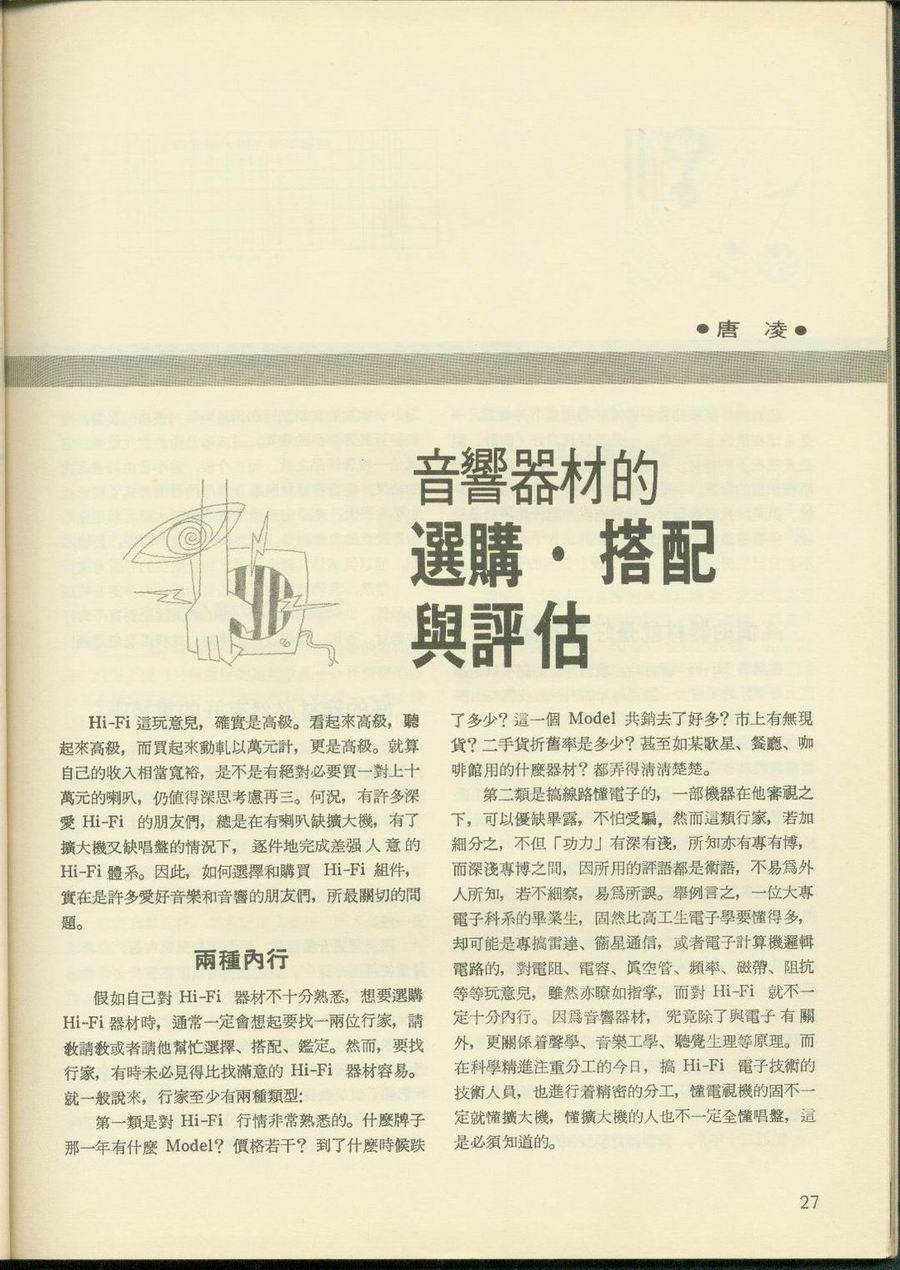 ●唐　凌●
音響器材的
選購・搭配
與評估
Hi-Fi 這玩意兒，確實是高級。看起來高級，聽
起來高級，而買起來動軋以萬元計，更是高級。就算
自己的收入相當寬裕，是不是有絕對必要買一對上十
萬元的喇叭，仍值得深思考慮再三。何況，有許多深
愛 Hi-Fi 的朋友們，總是在有喇叭缺擴大機，有了
擴大機又缺唱盤的情況下，逐件地完成差强人意的
Hi-Fi 體系。因此，如何選擇和購買 Hi-Fi 組件，
實在是許多愛好音樂和音響的朋友們，所最關切的問
題。
兩種內行
假如自己對 Hi-Fi 器材不十分熟悉，想要選購
Hi-Fi 器材時，通常一定會想起要找一兩位行家，請
敎請敎或者請他幫忙選擇、搭配、鑑定。然而，要找
行家，有時未必見得比找滿意的 Hi-Fi 器材容易。
就一般說來，行家至少有兩種類型：
第一類是對 Hi-Fi 行情非常熟悉的。什麽牌子
那一年有什麽 Model？價格若干？到了什麽時候跌
了多少？這一個 Model 共銷去了好多？市上有無現
貨？二手貨折舊率是多少？甚至如某歌星、餐廳、咖
啡館用的什麽器材？都弄得淸淸楚楚。
第二類是搞線路懂電子的，一部機器在他審視之
下，可以優缺畢露，不怕受騙，然而這類行家，若加
細分之，不但「功力」有深有淺，所知亦有專有博，
而深淺專博之間，因所用的評語都是術語，不易爲外
人所知，若不細察，易爲所誤。舉例言之，一位大專
電子科系的畢業生，固然比高工生電子學要懂得多，
却可能是專搞雷達、衞星通信，或者電子計算機邏輯
電路的，對電阻、電容、眞空管、頻率、磁帶、阻抗
等等玩意兒，雖然亦瞭如指掌，而對 Hi-Fi 就不一
定十分內行。因爲音響器材，究竟除了與電子有關
外，更關係着聲學、音樂工學、聽覺生理等原理。而
在科學精進注重分工的今日，搞 Hi-Fi 電子技術的
技術人員，也進行着精密的分工，懂電視機的固不一
定就懂擴大機，懂擴大機的人也不一定全懂唱盤，這
是必須知道的。
27